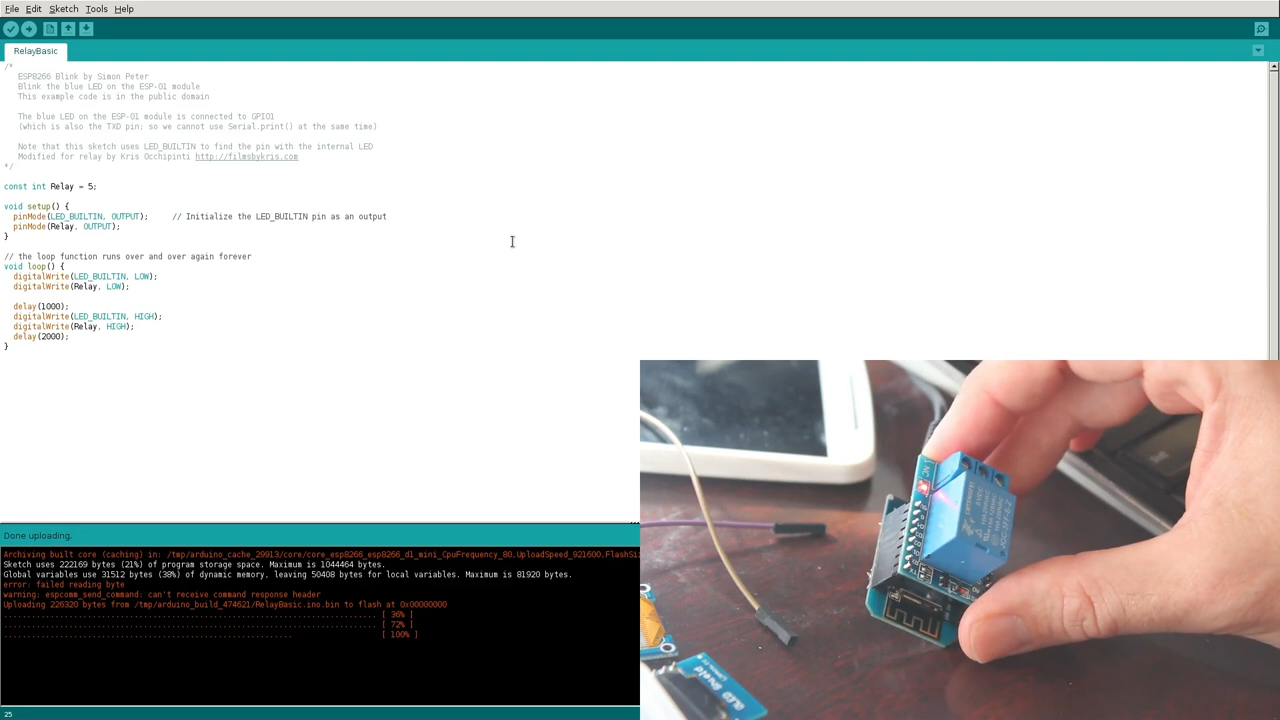 File Edit Sketch Tools Help
RelayBasic
/*
ESP8266 Blink by Simon Peter
Blink the blue LED on the ESP-01 module
This example code is in the public domain
The blue LED on the ESP-01 module is connected to GPIO1
(which is also the TXD pin; so we cannot use Serial.print() at the same time)
Note that this sketch uses LED_BUILTIN to find the pin with the internal LED
Modified for relay by Kris Occhipinti http://filmsbykris.com
*/
const int Relay = 5;
void setup() {
pinMode(LED_BUILTIN, OUTPUT);     // Initialize the LED_BUILTIN pin as an output
pinMode(Relay, OUTPUT);
}
// the loop function runs over and over again forever
void loop() {
digitalWrite(LED_BUILTIN, LOW);
digitalWrite(Relay, LOW);
delay(1000);
digitalWrite(LED_BUILTIN, HIGH);
digitalWrite(Relay, HIGH);
delay(2000);
}
Done uploading.
Archiving built core (caching) in: /tmp/arduino_cache_29913/core/core_esp8266_esp8266_d1_mini_CpuFrequency_80,UploadSpeed_921600,FlashSi
Sketch uses 222169 bytes (21%) of program storage space. Maximum is 1044464 bytes.
Global variables use 31512 bytes (38%) of dynamic memory, leaving 50408 bytes for local variables. Maximum is 81920 bytes.
error: failed reading byte
warning: espcomm_send_command: can't receive command response header
Uploading 226320 bytes from /tmp/arduino_build_474621/RelayBasic.ino.bin to flash at 0x00000000
................................................................................ [ 36% ]
................................................................................ [ 72% ]
.............................................................. [ 100% ]
25
NC
OLED Shield